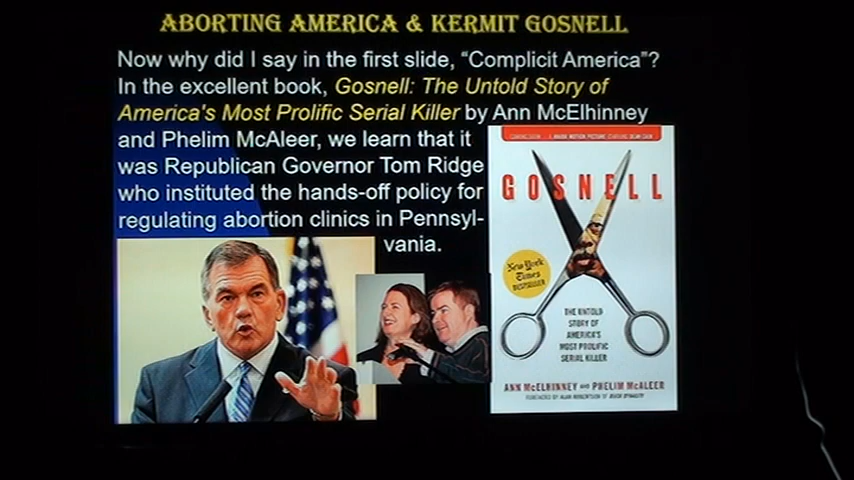 ABORTING AMERICA & KERMIT GOSNELL
Now why did I say in the first slide, “Complicit America”?
In the excellent book, Gosnell: The Untold Story of
America's Most Prolific Serial Killer by Ann McElhinney
and Phelim McAleer, we learn that it
was Republican Governor Tom Ridge
who instituted the hands-off policy for
regulating abortion clinics in Pennsyl-
vania.
GOSNELL
New York
Times
BESTSELLER
THE UNTOLD
STORY OF
AMERICA'S
MOST PROLIFIC
SERIAL KILLER
ANN McELHINNEY AND PHELIM McALEER